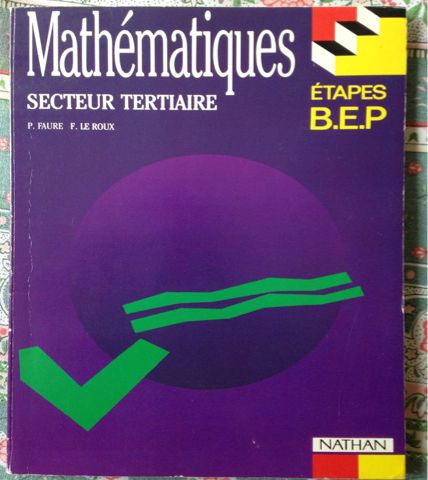 Mathématiques
SECTEUR TERTIAIRE
P. FAURE F. LE ROUX
ÉTAPES
B.E.P
NATHAN